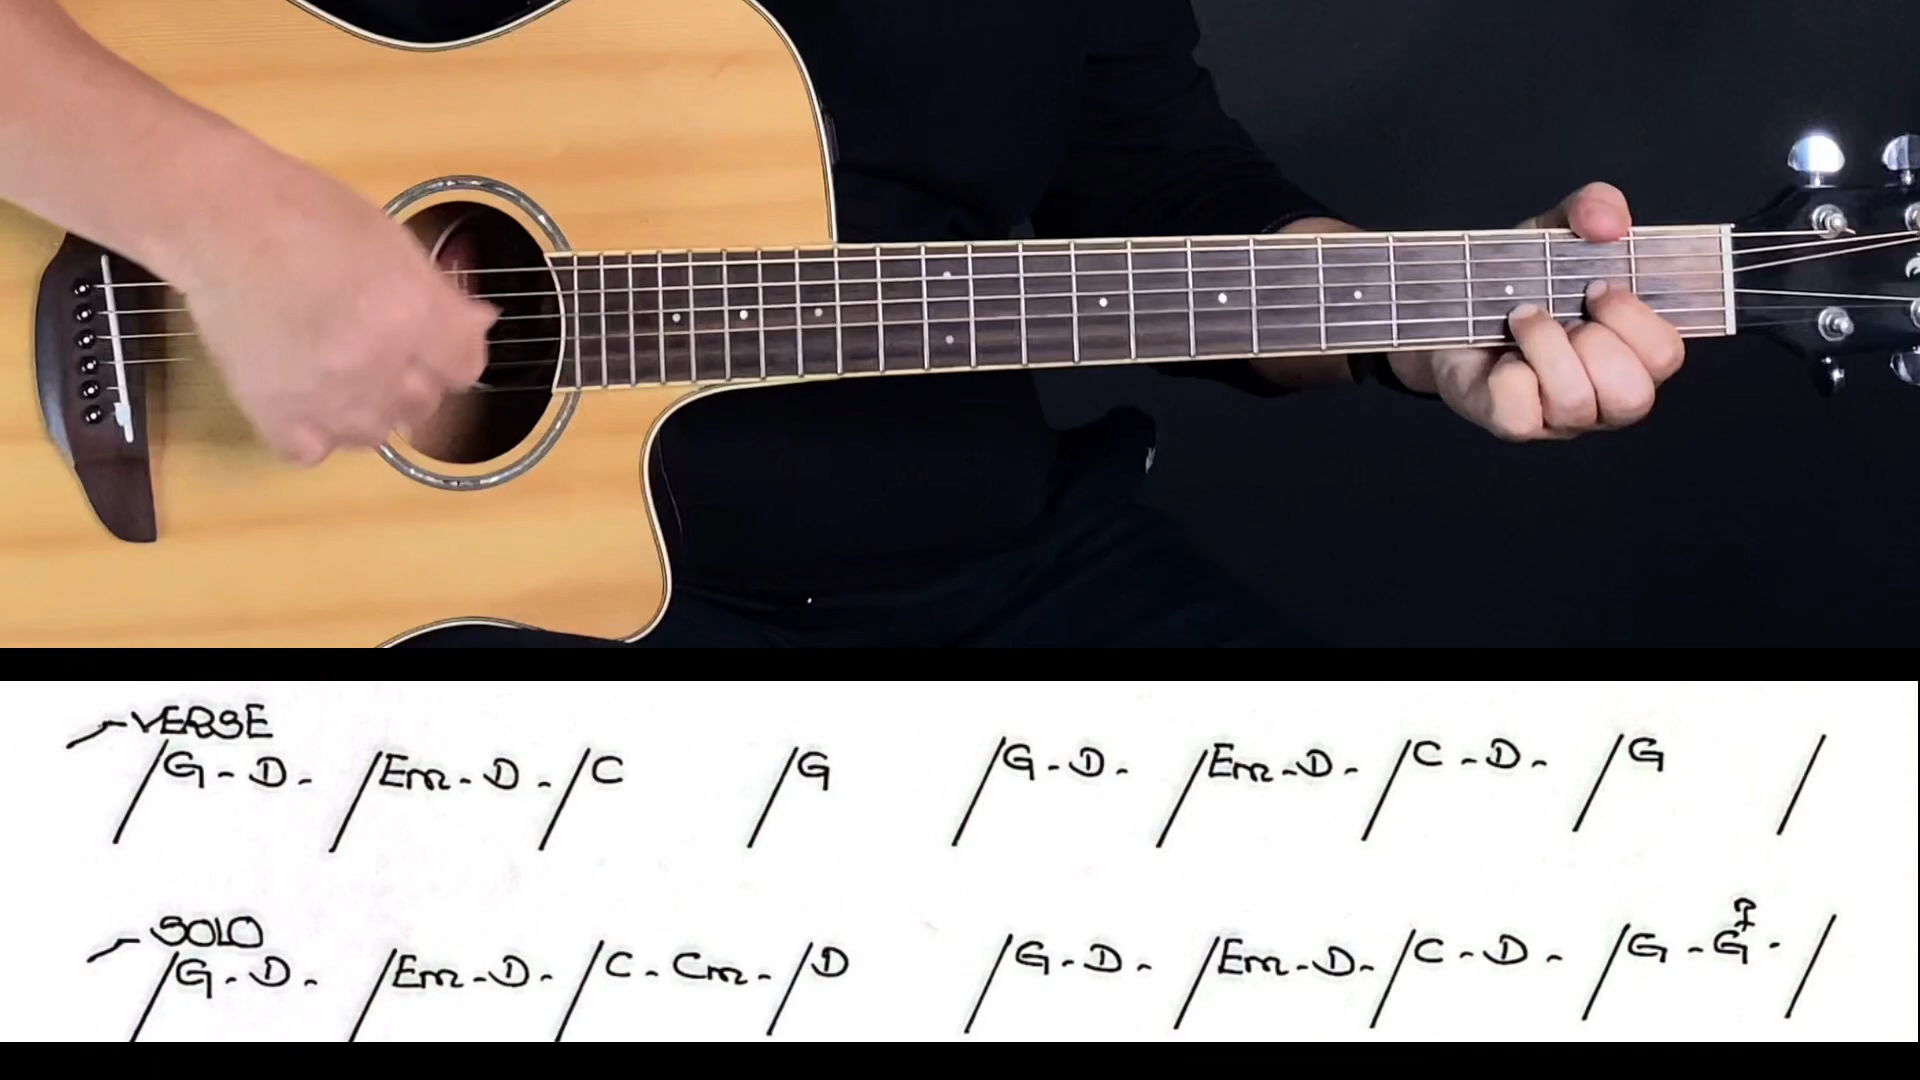 VERSE
/G - D - /Em - D - /C /G /G - D - /Em - D - /C - D - /G /
SOLO
/G - D - /Em - D - /C - Cm - /D /G - D - /Em - D - /C - D - /G - G7 - /